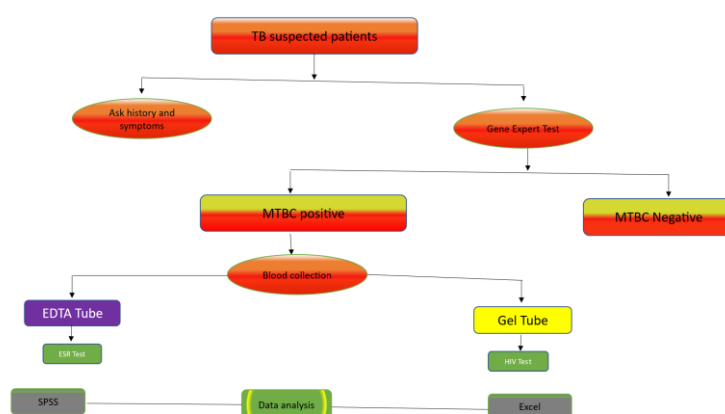 TB suspected patients
Ask history and
symptoms
Gene Expert Test
MTBC positive
MTBC Negative
Blood collection
EDTA Tube
Gel Tube
ESR Test
HIV Test
SPSS
Data analysis
Excel